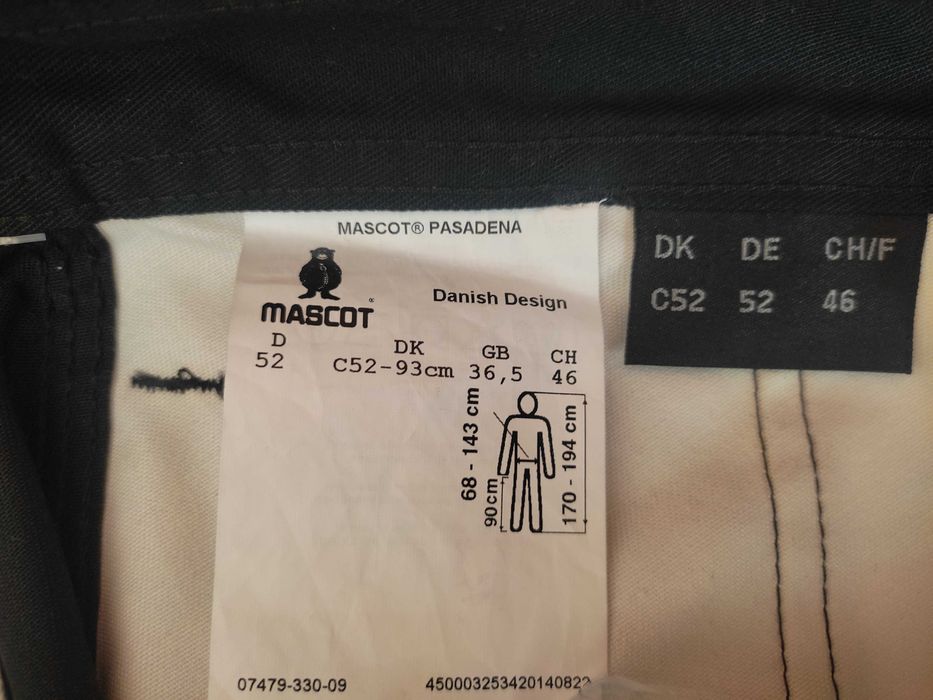 MASCOT® PASADENA
MASCOT®
Danish Design
D DK GB CH
52 C52-93cm 36,5 46
68 - 143 cm
90cm
170 - 194 cm
07479-330-09
DK DE CH/F
C52 52 46